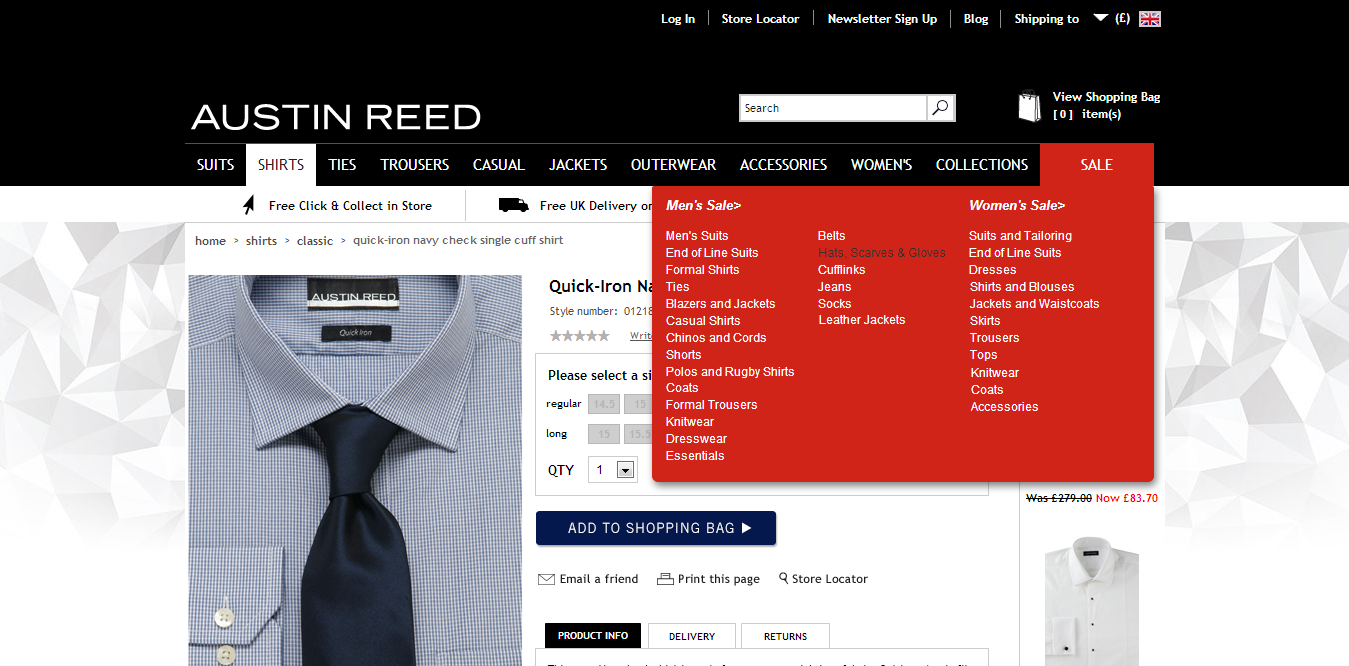 Log In
Store Locator
Newsletter Sign Up
Blog
Shipping to
(£)
AUSTIN REED
Search
View Shopping Bag
[ 0 ] item(s)
SUITS
SHIRTS
TIES
TROUSERS
CASUAL
JACKETS
OUTERWEAR
ACCESSORIES
WOMEN'S
COLLECTIONS
SALE
Free Click & Collect in Store
Free UK Delivery or
home > shirts > classic > quick-iron navy check single cuff shirt
Men's Sale>
Men's Suits
End of Line Suits
Formal Shirts
Ties
Blazers and Jackets
Casual Shirts
Chinos and Cords
Shorts
Polos and Rugby Shirts
Coats
Formal Trousers
Knitwear
Dresswear
Essentials
Belts
Hats, Scarves & Gloves
Cufflinks
Jeans
Socks
Leather Jackets
Women's Sale>
Suits and Tailoring
End of Line Suits
Dresses
Shirts and Blouses
Jackets and Waistcoats
Skirts
Trousers
Tops
Knitwear
Coats
Accessories
AUSTIN REED
Quick Iron
Quick-Iron Na
Style number: 01218
Write
Please select a si
regular 14.5 15
long 15 15.5
QTY 1
ADD TO SHOPPING BAG
Email a friend
Print this page
Store Locator
PRODUCT INFO
DELIVERY
RETURNS
Was £279.00 Now £83.70